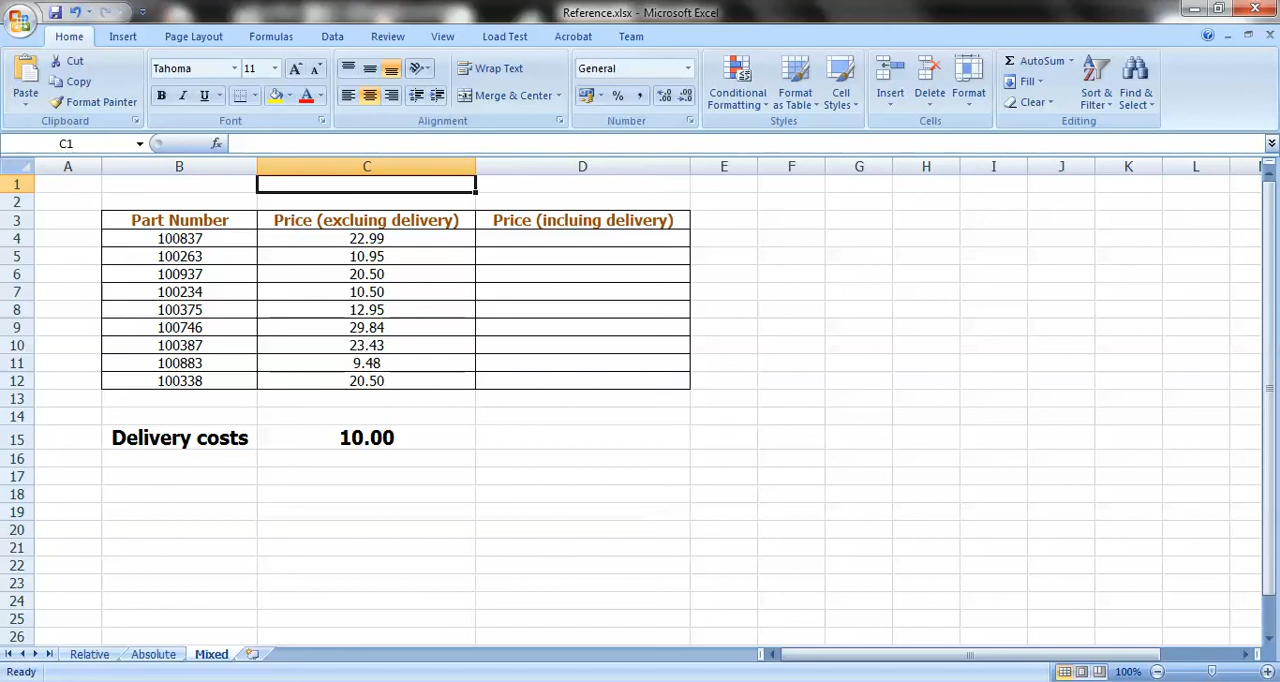 Reference.xlsx - Microsoft Excel
Home Insert Page Layout Formulas Data Review View Load Test Acrobat Team
Paste Cut Copy Format Painter Clipboard
Tahoma 11 A A B I U A Font
Wrap Text Merge & Center Alignment
General % , .0 .00 .00 .0 Number
Conditional Formatting Format as Table Cell Styles Styles
Insert Delete Format Cells
Σ AutoSum Fill Clear Sort & Filter Find & Select Editing
C1 fx
A B C D E F G H I J K L
1
2
3 Part Number Price (excluing delivery) Price (incluing delivery)
4 100837 22.99
5 100263 10.95
6 100937 20.50
7 100234 10.50
8 100375 12.95
9 100746 29.84
10 100387 23.43
11 100883 9.48
12 100338 20.50
13
14
15 Delivery costs 10.00
16
17
18
19
20
21
22
23
24
25
26
Relative Absolute Mixed
Ready 100%